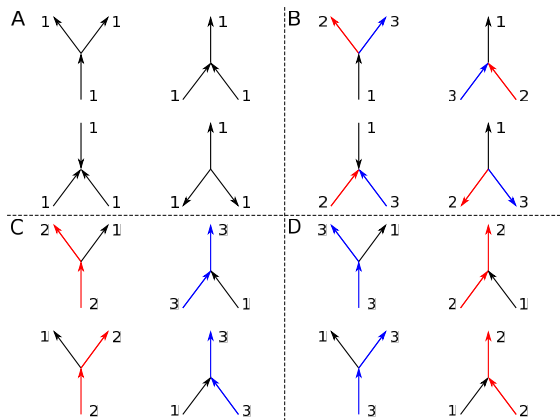 A 1 1 1 B 2 3 1
1 1 1 1 3 2
1 1 1 1
1 1 1 1 2 3 2 3
C 2 1 3 D 3 1 2
2 3 1 3 2 1
1 2 3 1 3 2
2 1 3 3 1 2